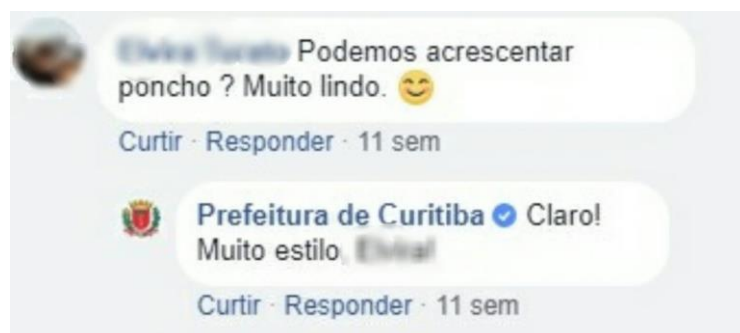 Podemos acrescentar
poncho ? Muito lindo. 😊
Curtir · Responder · 11 sem
Prefeitura de Curitiba Claro!
Muito estilo,
Curtir · Responder · 11 sem